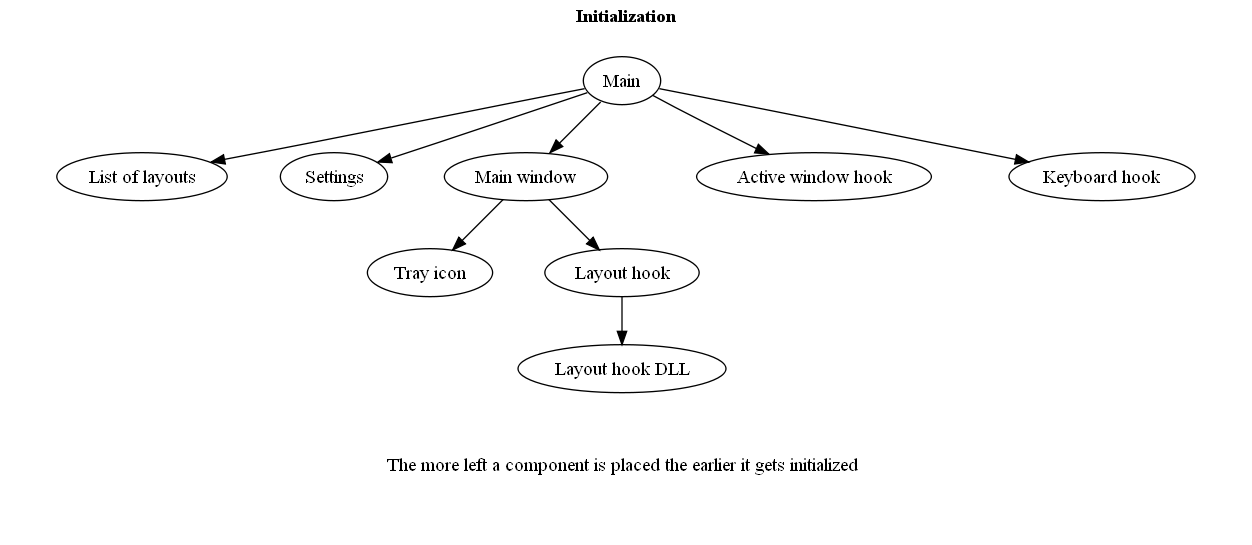 Initialization
Main
List of layouts
Settings
Main window
Active window hook
Keyboard hook
Tray icon
Layout hook
Layout hook DLL
The more left a component is placed the earlier it gets initialized